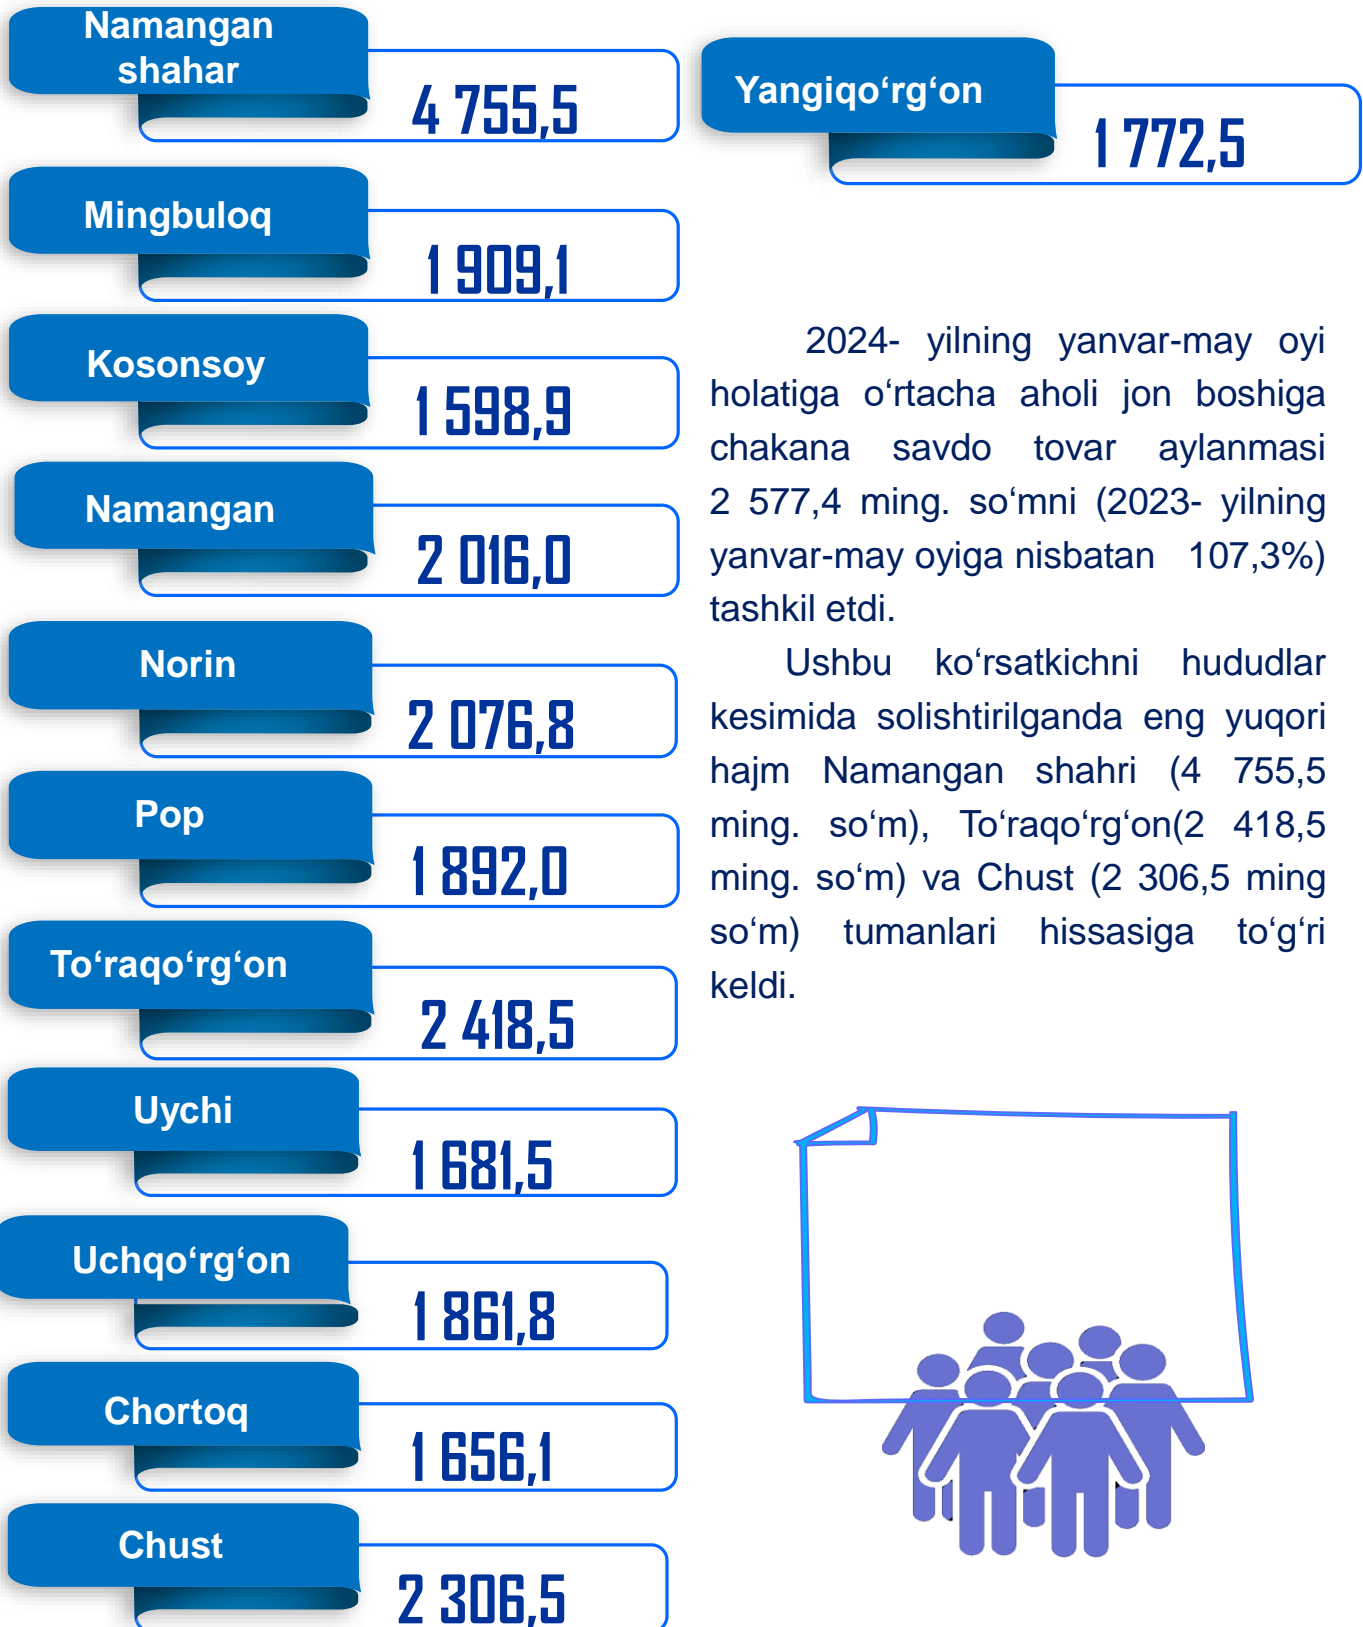 Namangan
shahar
4 755,5
Mingbuloq
1 909,1
Kosonsoy
1 598,9
Namangan
2 016,0
Norin
2 076,8
Pop
1 892,0
To‘raqo‘rg‘on
2 418,5
Uychi
1 681,5
Uchqo‘rg‘on
1 861,8
Chortoq
1 656,1
Chust
2 306,5
Yangiqo‘rg‘on
1 772,5
2024- yilning yanvar-may oyi
holatiga o‘rtacha aholi jon boshiga
chakana savdo tovar aylanmasi
2 577,4 ming. so‘mni (2023- yilning
yanvar-may oyiga nisbatan 107,3%)
tashkil etdi.
Ushbu ko‘rsatkichni hududlar
kesimida solishtirilganda eng yuqori
hajm Namangan shahri (4 755,5
ming. so‘m), To‘raqo‘rg‘on(2 418,5
ming. so‘m) va Chust (2 306,5 ming
so‘m) tumanlari hissasiga to‘g‘ri
keldi.